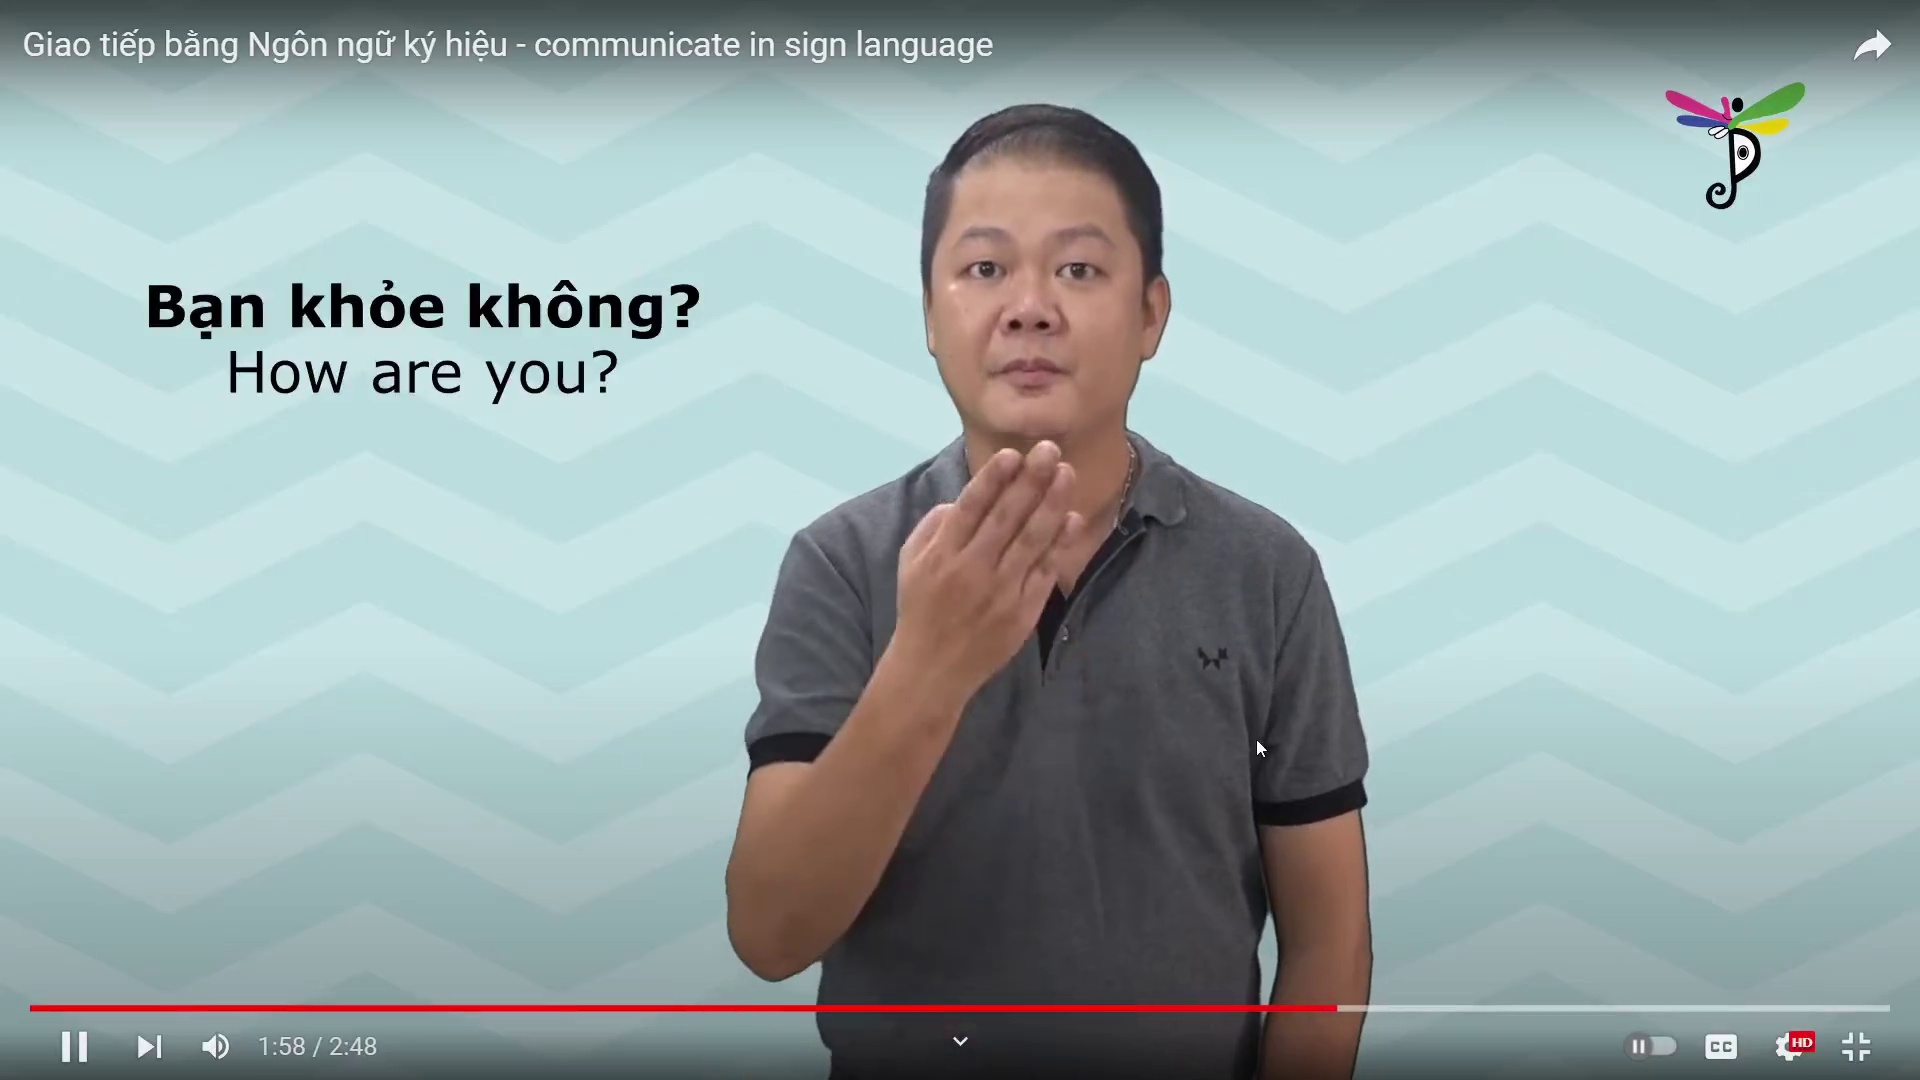 Giao tiếp bằng Ngôn ngữ ký hiệu - communicate in sign language
Bạn khỏe không?
How are you?
1:58 / 2:48
CC
HD